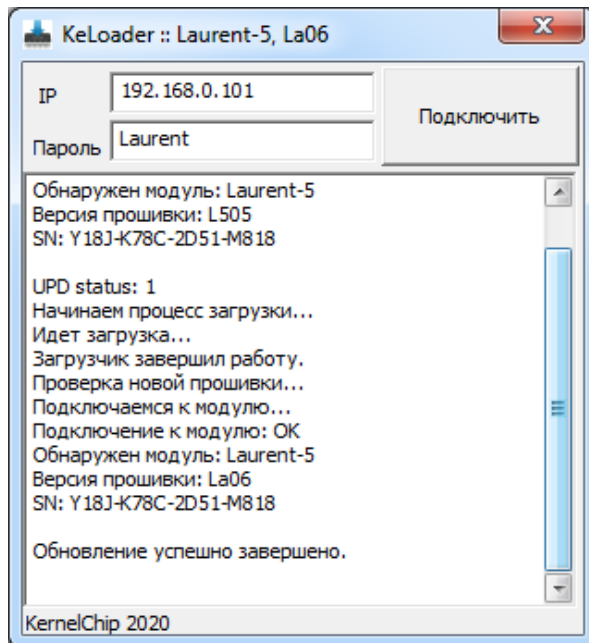 KeLoader :: Laurent-5, La06
IP
192.168.0.101
Подключить
Пароль
Laurent
Обнаружен модуль: Laurent-5
Версия прошивки: L505
SN: Y18J-K78C-2D51-M818
UPD status: 1
Начинаем процесс загрузки...
Идет загрузка...
Загрузчик завершил работу.
Проверка новой прошивки...
Подключаемся к модулю...
Подключение к модулю: OK
Обнаружен модуль: Laurent-5
Версия прошивки: La06
SN: Y18J-K78C-2D51-M818
Обновление успешно завершено.
KernelChip 2020